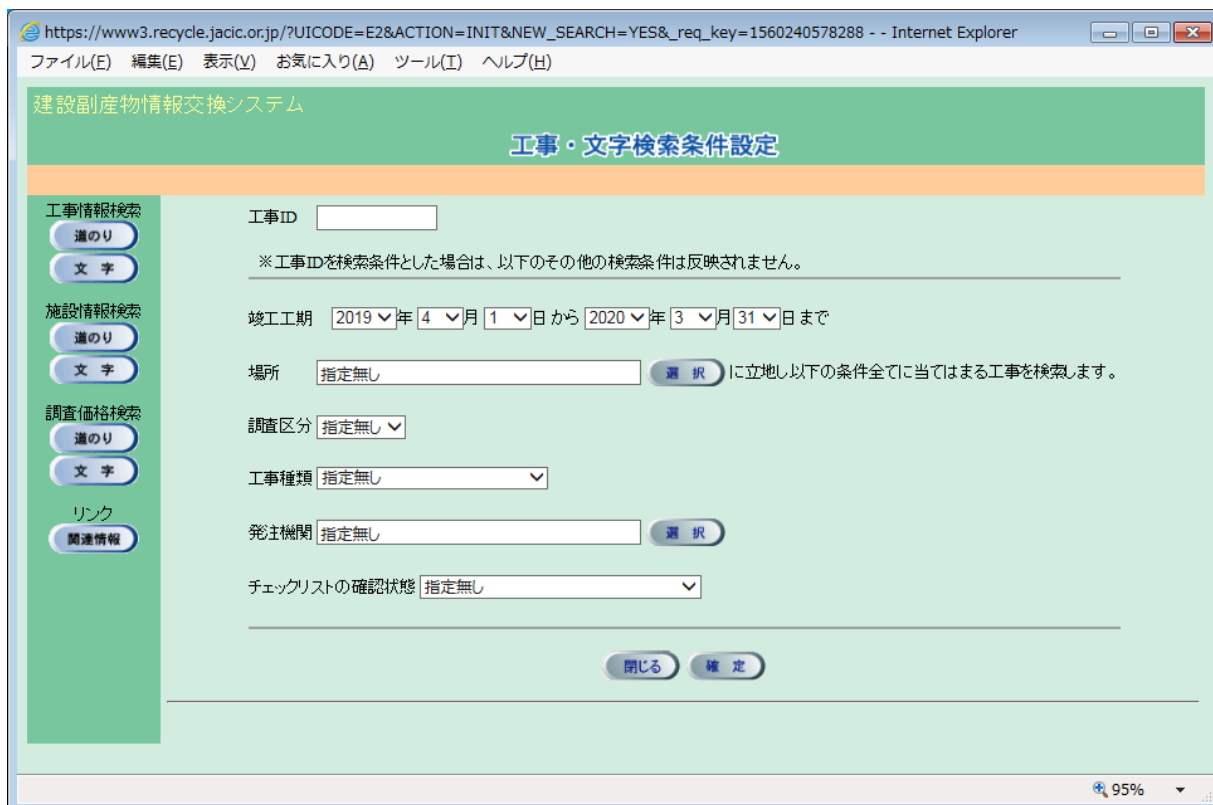 https://www3.recycle.jacic.or.jp/?UICODE=E2&ACTION=INIT&NEW_SEARCH=YES&_req_key=1560240578288 - - Internet Explorer
ファイル(F) 編集(E) 表示(V) お気に入り(A) ツール(T) ヘルプ(H)
建設副産物情報交換システム
工事・文字検索条件設定
工事情報検索
道のり
文 字
施設情報検索
道のり
文 字
調査価格検索
道のり
文 字
リンク
関連情報
工事ID
※工事IDを検索条件とした場合は、以下のその他の検索条件は反映されません。
竣工工期 2019年 4 月 1 日 から 2020年 3 月 31 日 まで
場所 指定無し 選 択 に立地し以下の条件全てに当てはまる工事を検索します。
調査区分 指定無し
工事種類 指定無し
発注機関 指定無し 選 択
チェックリストの確認状態 指定無し
閉じる 確 定
95%